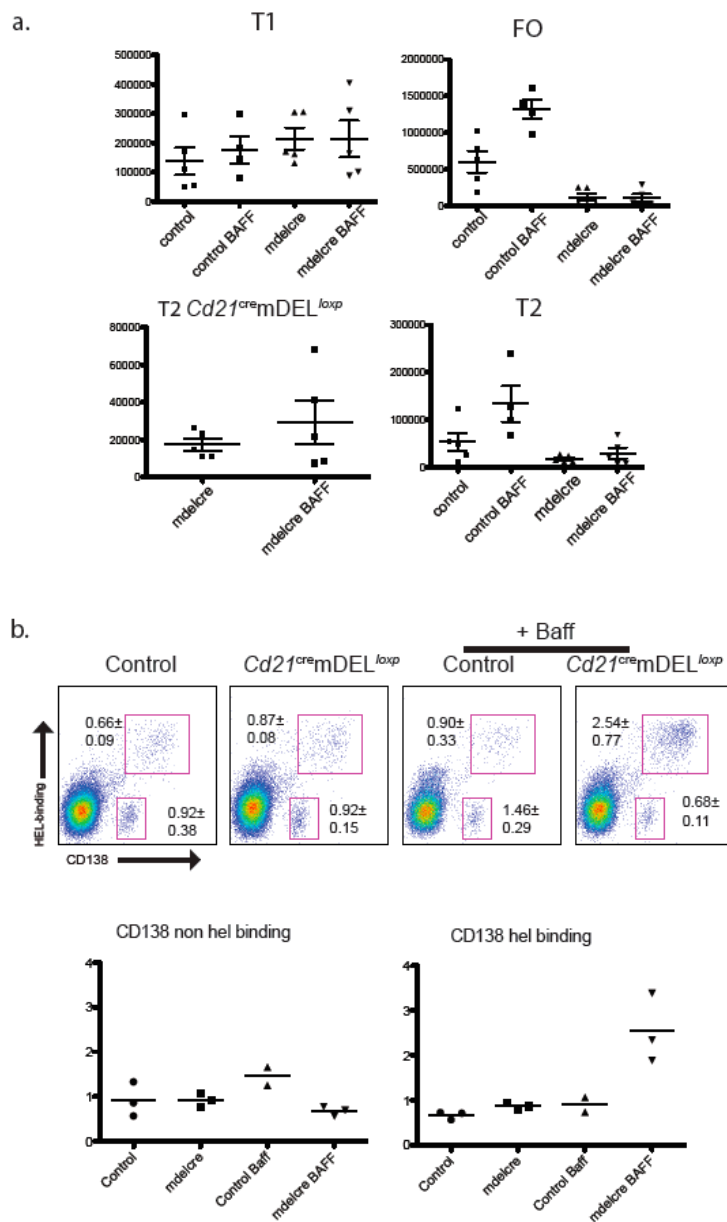 a.
T1
500000
400000
300000
200000
100000
0
control
control BAFF
mdelcre
mdelcre BAFF
FO
2000000
1500000
1000000
500000
0
control
control BAFF
mdelcre
mdelcre BAFF
T2 Cd21cremDELloxp
80000
60000
40000
20000
0
mdelcre
mdelcre BAFF
T2
300000
200000
100000
0
control
control BAFF
mdelcre
mdelcre BAFF
b.
+ Baff
Control
Cd21cremDELloxp
Control
Cd21cremDELloxp
0.66±
0.09
0.92±
0.38
0.87±
0.08
0.92±
0.15
0.90±
0.33
1.46±
0.29
2.54±
0.77
0.68±
0.11
HEL-binding
CD138
CD138 non hel binding
4
3
2
1
0
Control
mdelcre
Control Baff
mdelcre BAFF
CD138 hel binding
4
3
2
1
0
Control
mdelcre
Control Baff
mdelcre BAFF